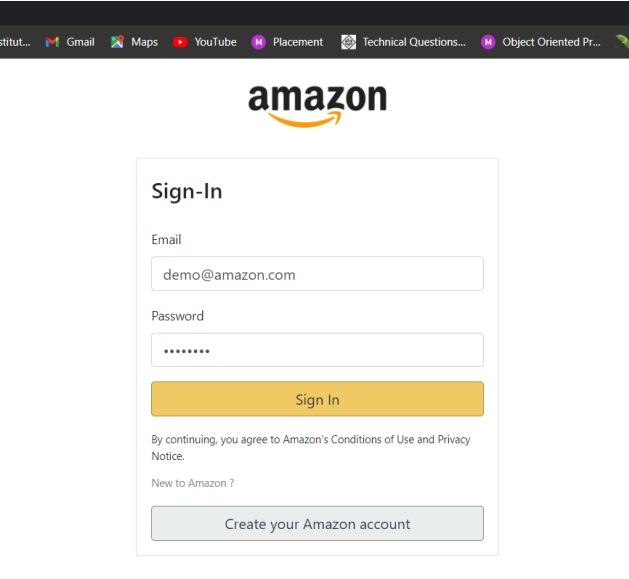 stitut... Gmail Maps YouTube Placement Technical Questions... Object Oriented Pr...
amazon
Sign-In
Email
demo@amazon.com
Password
••••••••
Sign In
By continuing, you agree to Amazon's Conditions of Use and Privacy
Notice.
New to Amazon ?
Create your Amazon account